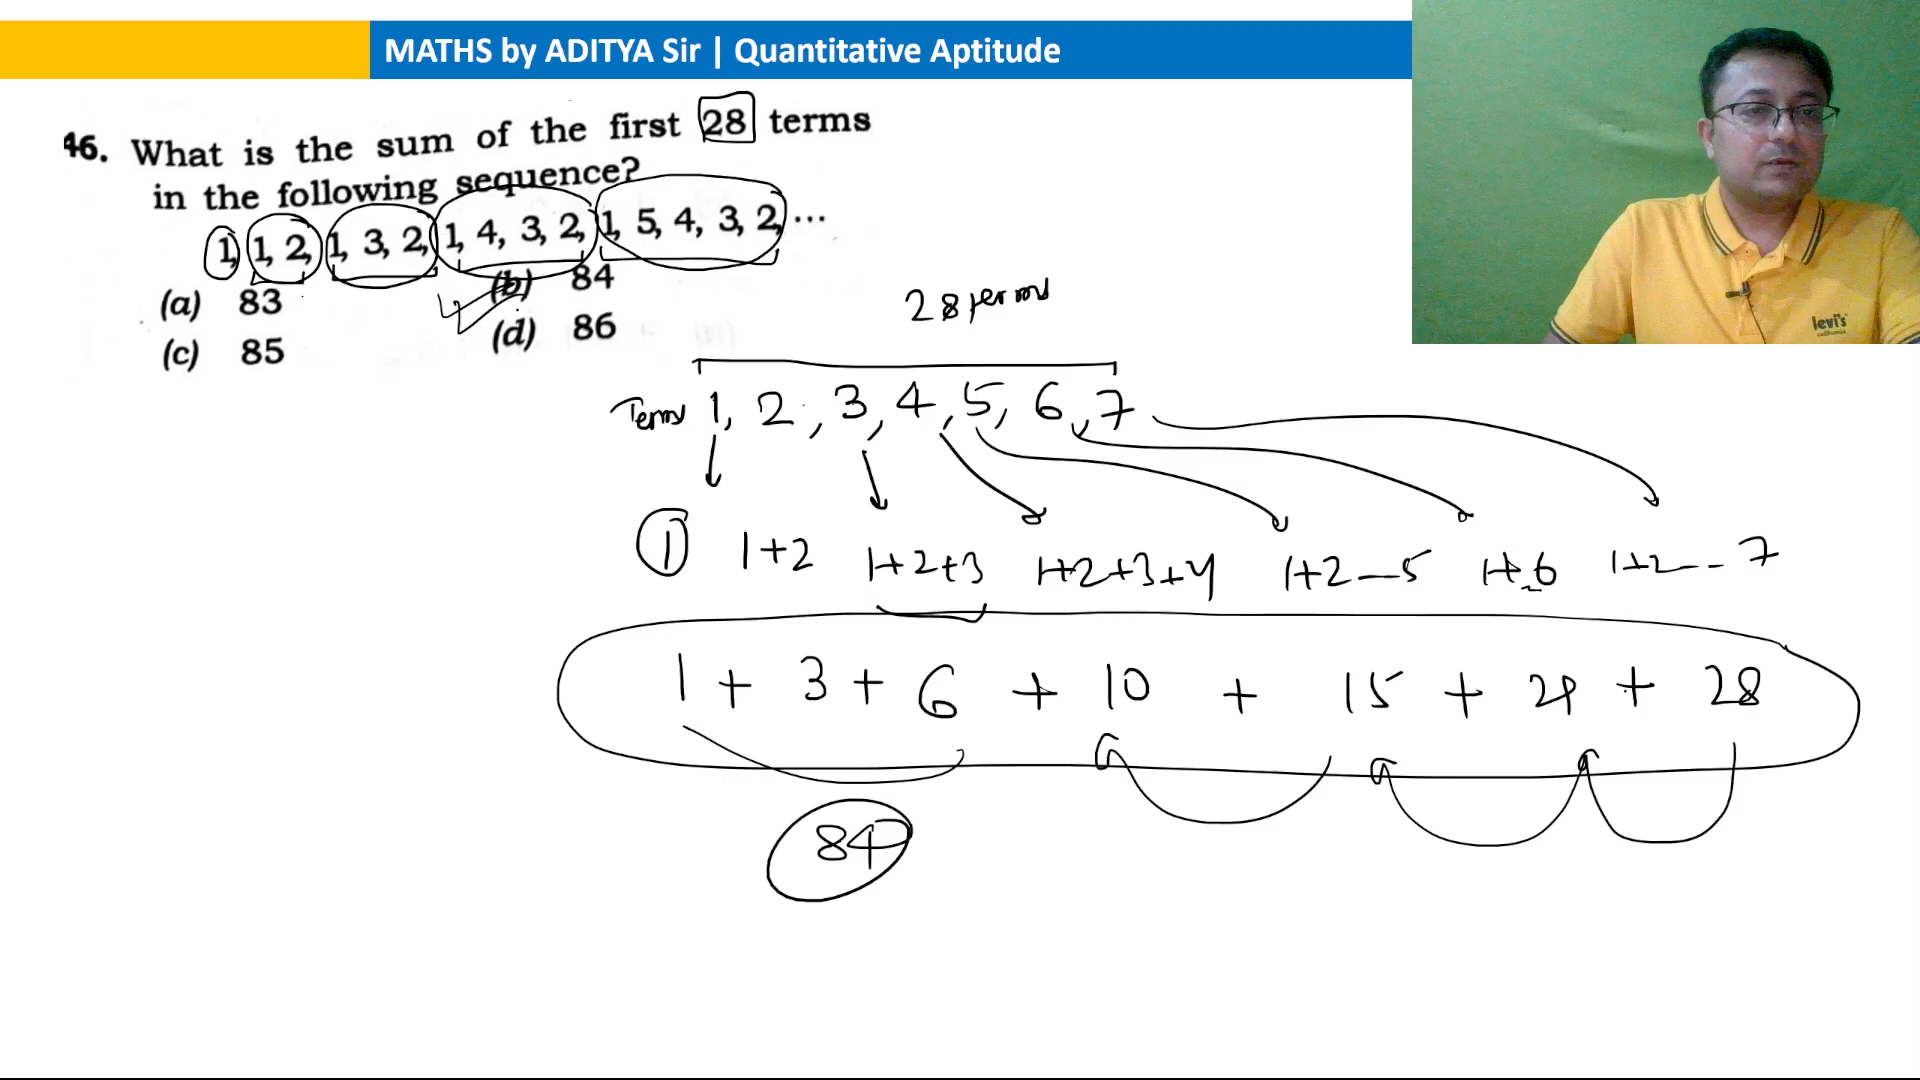 MATHS by ADITYA Sir | Quantitative Aptitude
46. What is the sum of the first 28 terms
in the following sequence?
1, 1, 2, 1, 3, 2, 1, 4, 3, 2, 1, 5, 4, 3, 2, ...
(a) 83 (b) 84
(c) 85 (d) 86
levi's
28 terms
Terms 1, 2, 3, 4, 5, 6, 7
1 1+2 1+2+3 1+2+3+4 1+2—5 1+..6 1+2--7
1 + 3 + 6 + 10 + 15 + 21 + 28
84